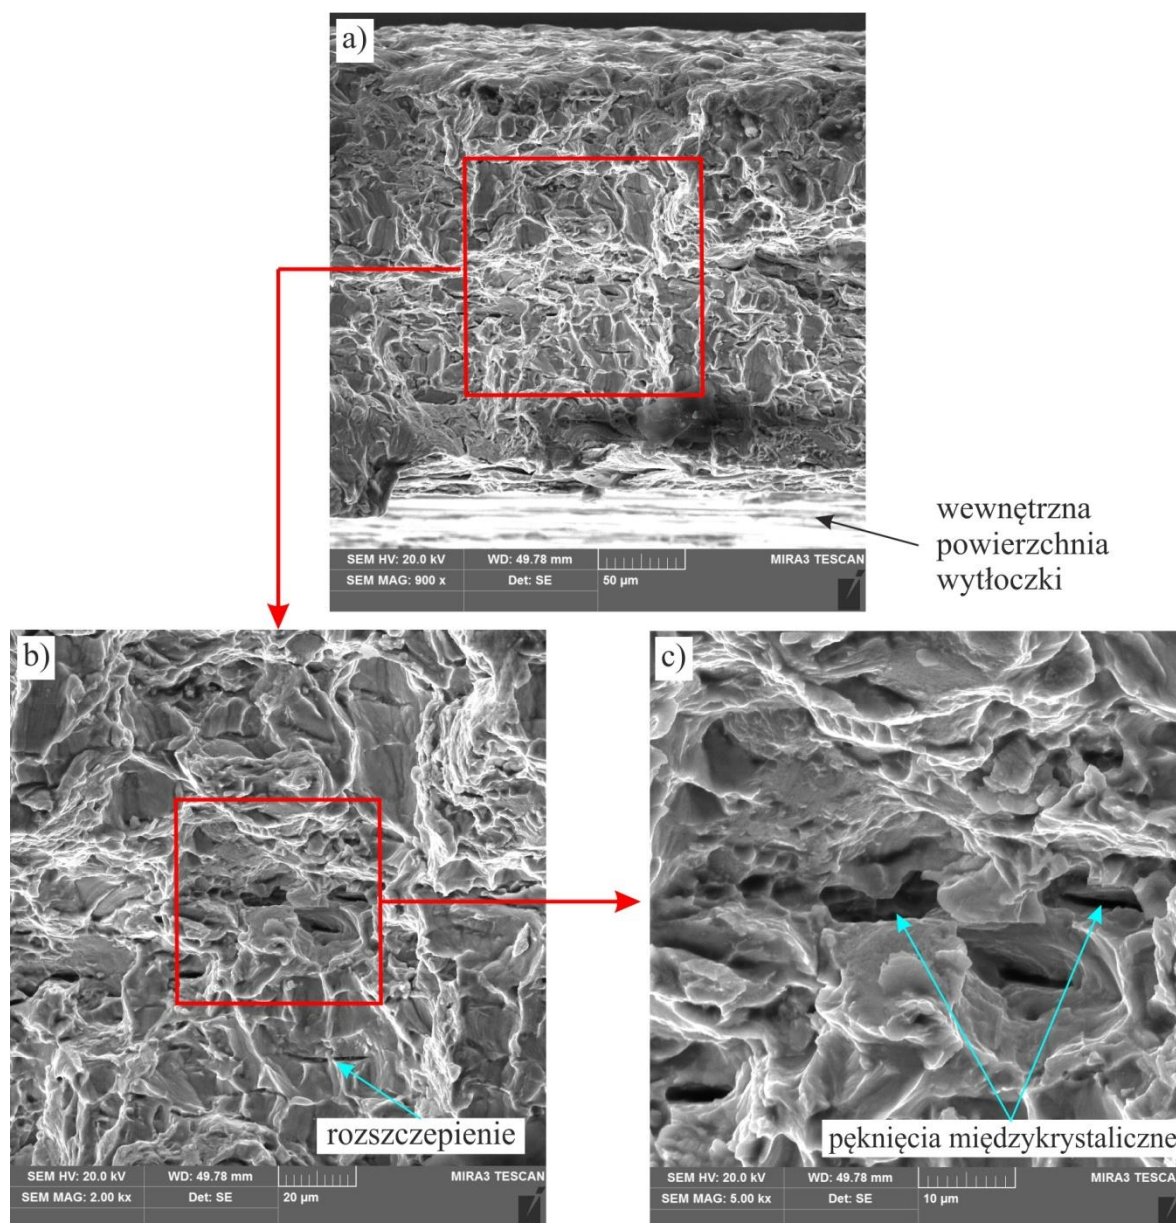 a)
wewnętrzna
powierzchnia
wytłoczki
SEM HV: 20.0 kV WD: 49.78 mm MIRA3 TESCAN
SEM MAG: 900 x Det: SE 50 µm
b)
rozszczepienie
SEM HV: 20.0 kV WD: 49.78 mm MIRA3 TESCAN
SEM MAG: 2.00 kx Det: SE 20 µm
c)
pęknięcia międzykrystaliczne
SEM HV: 20.0 kV WD: 49.78 mm MIRA3 TESCAN
SEM MAG: 5.00 kx Det: SE 10 µm